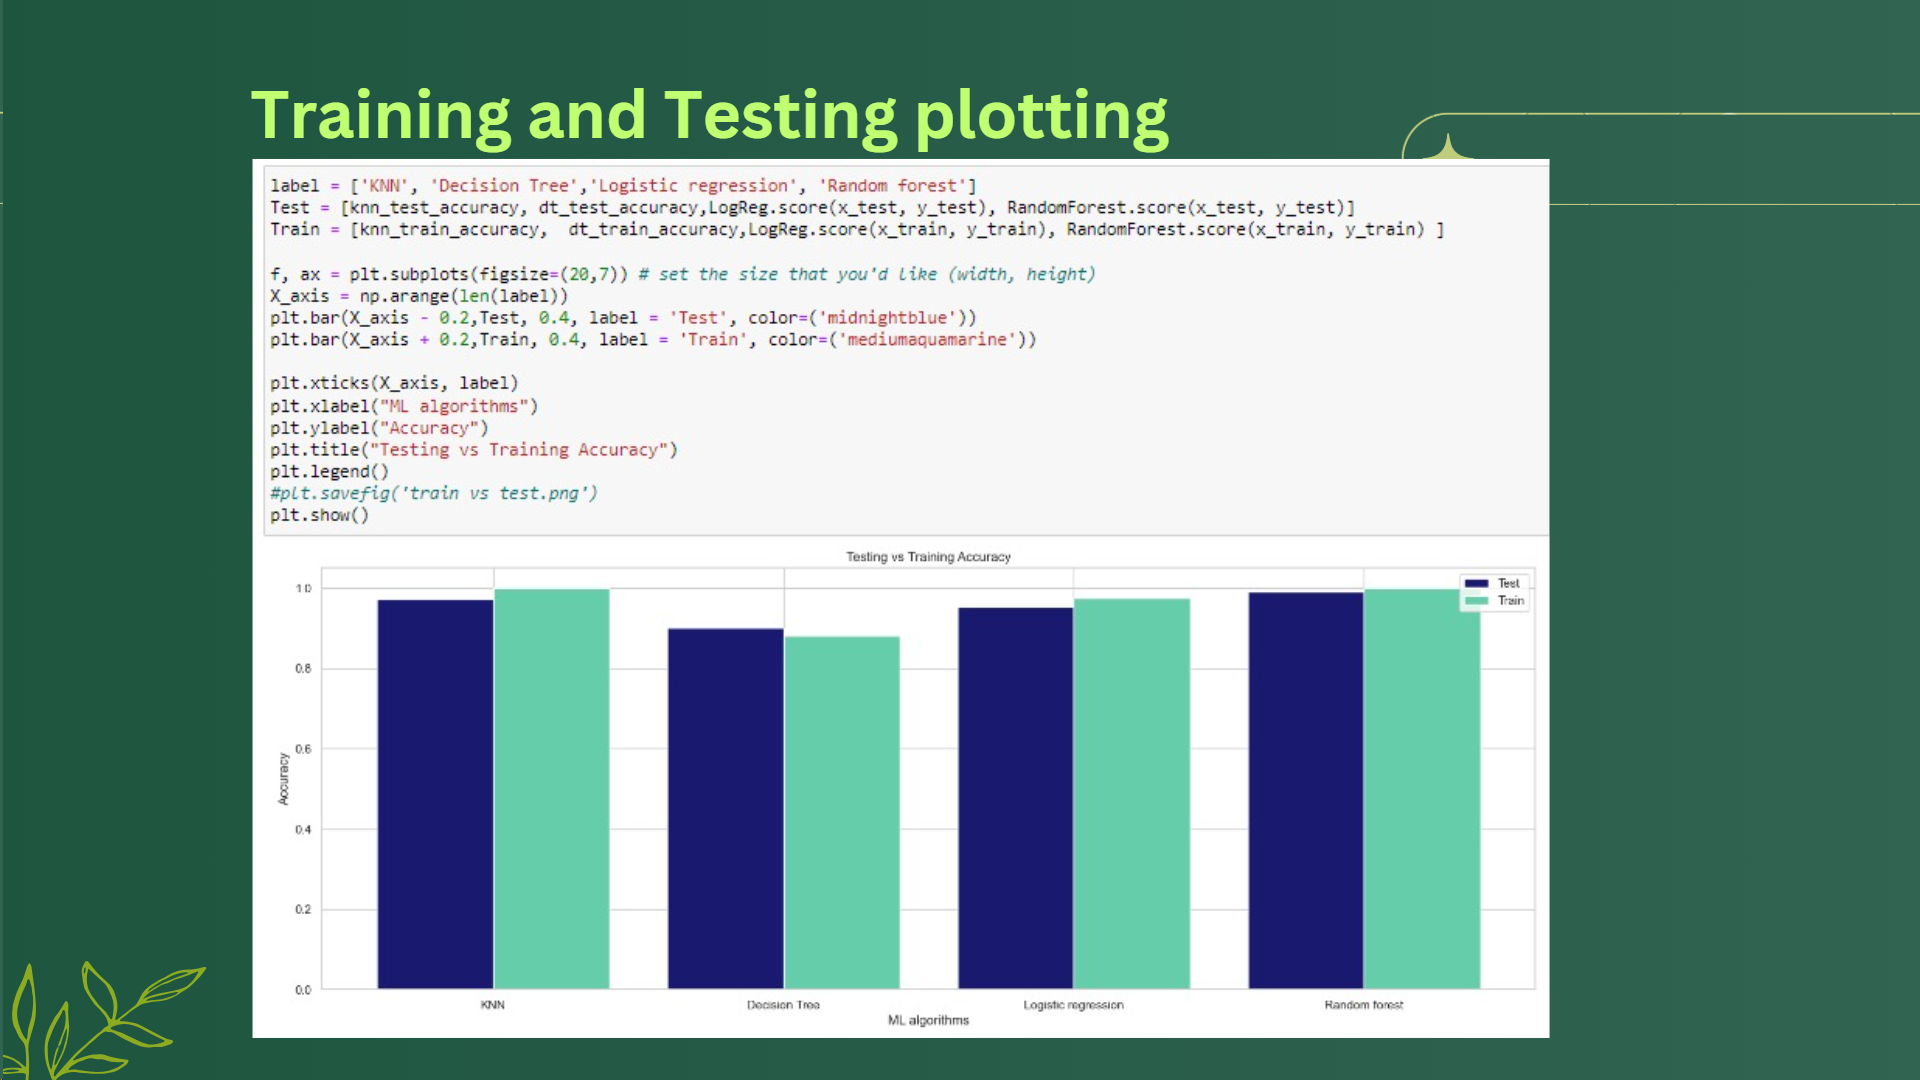 Training and Testing plotting
label = ['KNN', 'Decision Tree','Logistic regression', 'Random forest']
Test = [knn_test_accuracy, dt_test_accuracy,LogReg.score(x_test, y_test), RandomForest.score(x_test, y_test)]
Train = [knn_train_accuracy,  dt_train_accuracy,LogReg.score(x_train, y_train), RandomForest.score(x_train, y_train) ]
f, ax = plt.subplots(figsize=(20,7)) # set the size that you'd like (width, height)
X_axis = np.arange(len(label))
plt.bar(X_axis - 0.2,Test, 0.4, label = 'Test', color=('midnightblue'))
plt.bar(X_axis + 0.2,Train, 0.4, label = 'Train', color=('mediumaquamarine'))
plt.xticks(X_axis, label)
plt.xlabel("ML algorithms")
plt.ylabel("Accuracy")
plt.title("Testing vs Training Accuracy")
plt.legend()
#plt.savefig('train vs test.png')
plt.show()
Testing vs Training Accuracy
Test
Train
1.0
0.8
0.6
0.4
0.2
0.0
Accuracy
KNN Decision Tree Logistic regression Random forest
ML algorithms